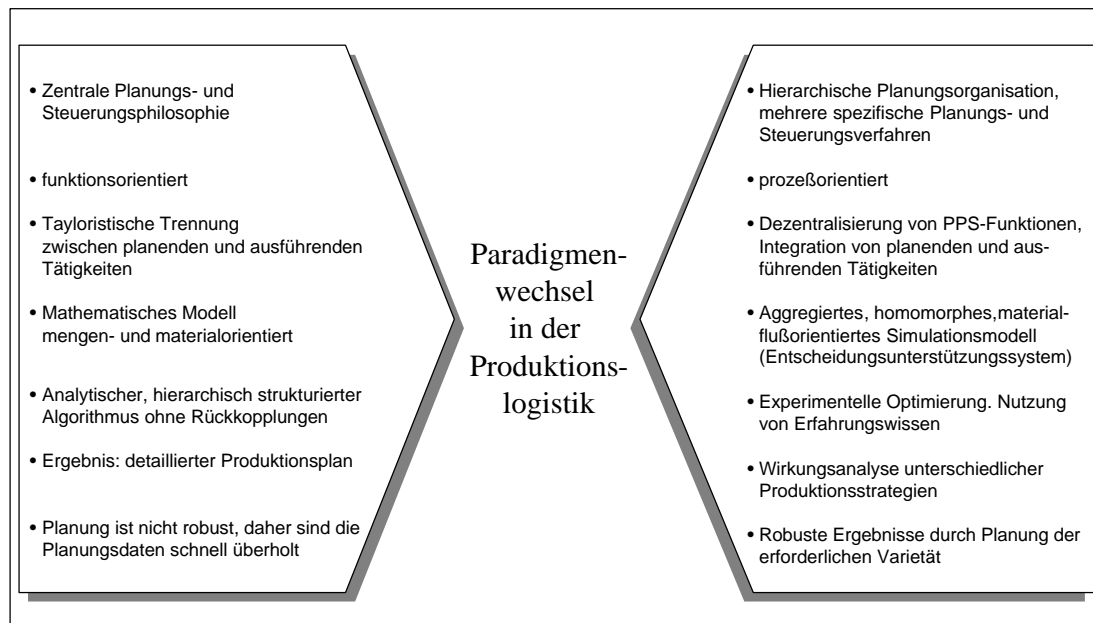 • Zentrale Planungs- und
Steuerungsphilosophie
• funktionsorientiert
• Tayloristische Trennung
zwischen planenden und ausführenden
Tätigkeiten
• Mathematisches Modell
mengen- und materialorientiert
• Analytischer, hierarchisch strukturierter
Algorithmus ohne Rückkopplungen
• Ergebnis: detaillierter Produktionsplan
• Planung ist nicht robust, daher sind die
Planungsdaten schnell überholt
Paradigmen-
wechsel
in der
Produktions-
logistik
• Hierarchische Planungsorganisation,
mehrere spezifische Planungs- und
Steuerungsverfahren
• prozeßorientiert
• Dezentralisierung von PPS-Funktionen,
Integration von planenden und aus-
führenden Tätigkeiten
• Aggregiertes, homomorphes,material-
flußorientiertes Simulationsmodell
(Entscheidungsunterstützungssystem)
• Experimentelle Optimierung. Nutzung
von Erfahrungswissen
• Wirkungsanalyse unterschiedlicher
Produktionsstrategien
• Robuste Ergebnisse durch Planung der
erforderlichen Varietät